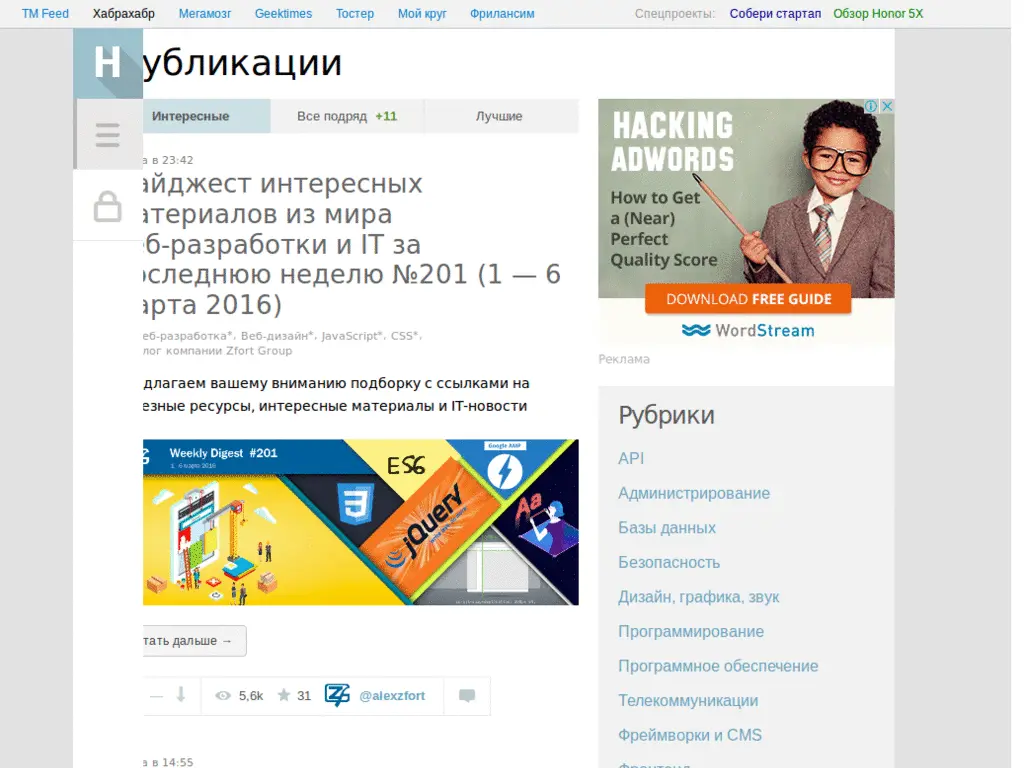 TM Feed Хабрахабр Мегамозг Geektimes Тостер Мой круг Фрилансим Спецпроекты: Собери стартап Обзор Honor 5X
H
убликации
Интересные Все подряд +11 Лучшие
а в 23:42
айджест интересных
атериалов из мира
еб-разработки и IT за
оследнюю неделю №201 (1 — 6
арта 2016)
еб-разработка*, Веб-дизайн*, JavaScript*, CSS*,
лог компании Zfort Group
длагаем вашему вниманию подборку с ссылками на
езные ресурсы, интересные материалы и IT-новости
Weekly Digest #201
1 - 6 марта 2016
ES6
Google AMP
jQuery
Aa
тать дальше →
— 5,6k 31 @alexzfort
а в 14:55
HACKING
ADWORDS
How to Get
a (Near)
Perfect
Quality Score
DOWNLOAD FREE GUIDE
WordStream
Реклама
Рубрики
API
Администрирование
Базы данных
Безопасность
Дизайн, графика, звук
Программирование
Программное обеспечение
Телекоммуникации
Фреймворки и CMS